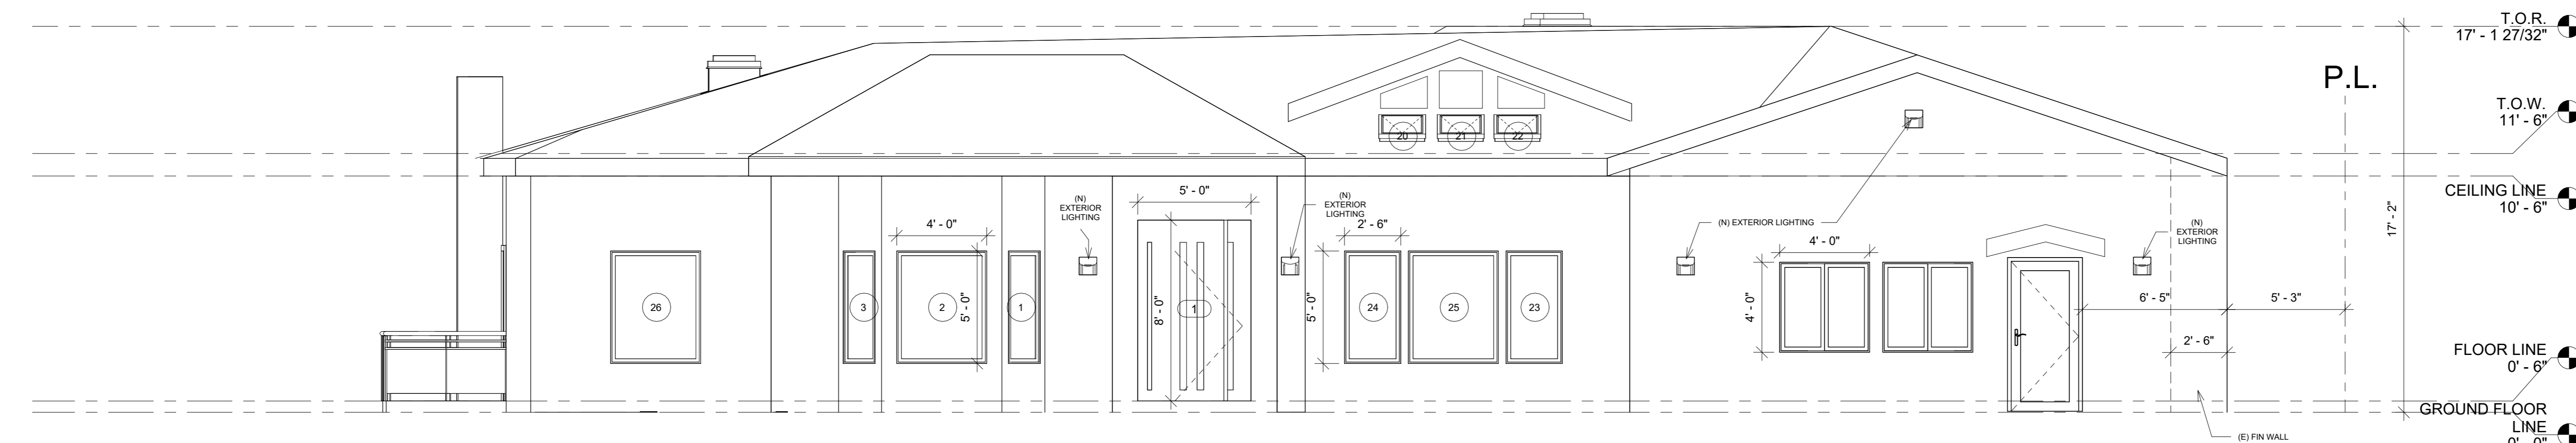 T.O.R.
17' - 1 27/32"
P.L.
T.O.W.
11' - 6"
CEILING LINE
10' - 6"
17' - 2"
20
21
22
5' - 0"
(N)
EXTERIOR
LIGHTING
(N)
EXTERIOR
LIGHTING
4' - 0"
2' - 6"
(N) EXTERIOR LIGHTING
4' - 0"
(N)
EXTERIOR
LIGHTING
26
3
2
5' - 0"
1
8' - 0"
1
5' - 0"
24
25
23
4' - 0"
6' - 5"
5' - 3"
2' - 6"
FLOOR LINE
0' - 6"
GROUND FLOOR
LINE
0' - 0"
(E) FIN WALL